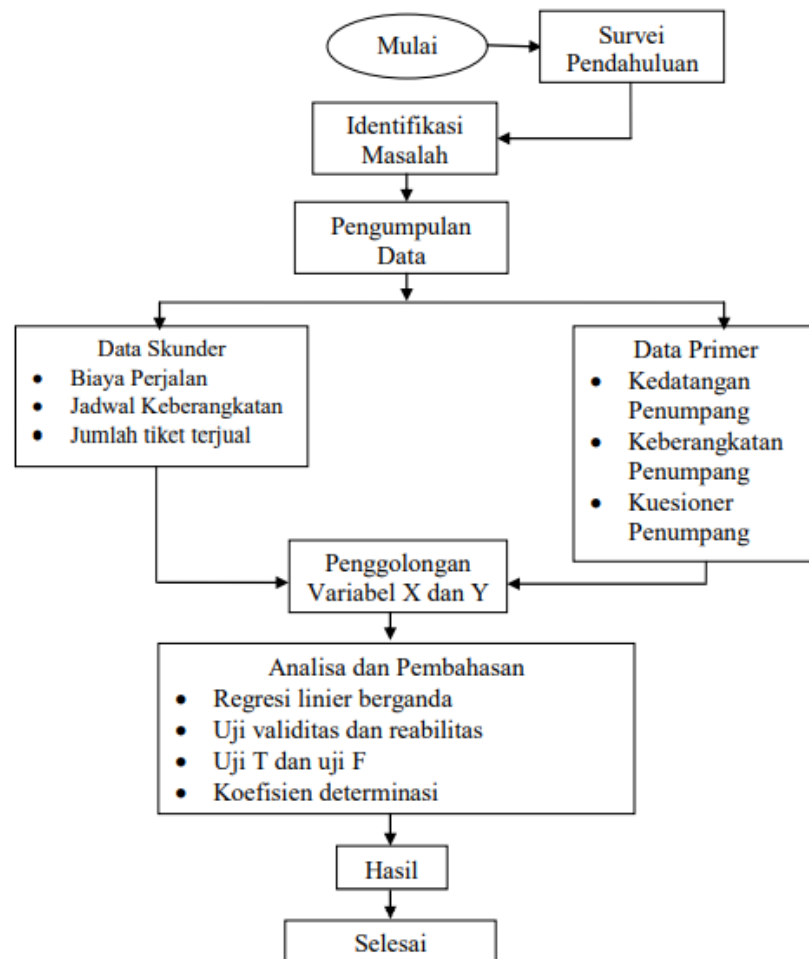 Mulai
Survei
Pendahuluan
Identifikasi
Masalah
Pengumpulan
Data
Data Skunder
• Biaya Perjalan
• Jadwal Keberangkatan
• Jumlah tiket terjual
Data Primer
• Kedatangan
Penumpang
• Keberangkatan
Penumpang
• Kuesioner
Penumpang
Penggolongan
Variabel X dan Y
Analisa dan Pembahasan
• Regresi linier berganda
• Uji validitas dan reabilitas
• Uji T dan uji F
• Koefisien determinasi
Hasil
Selesai